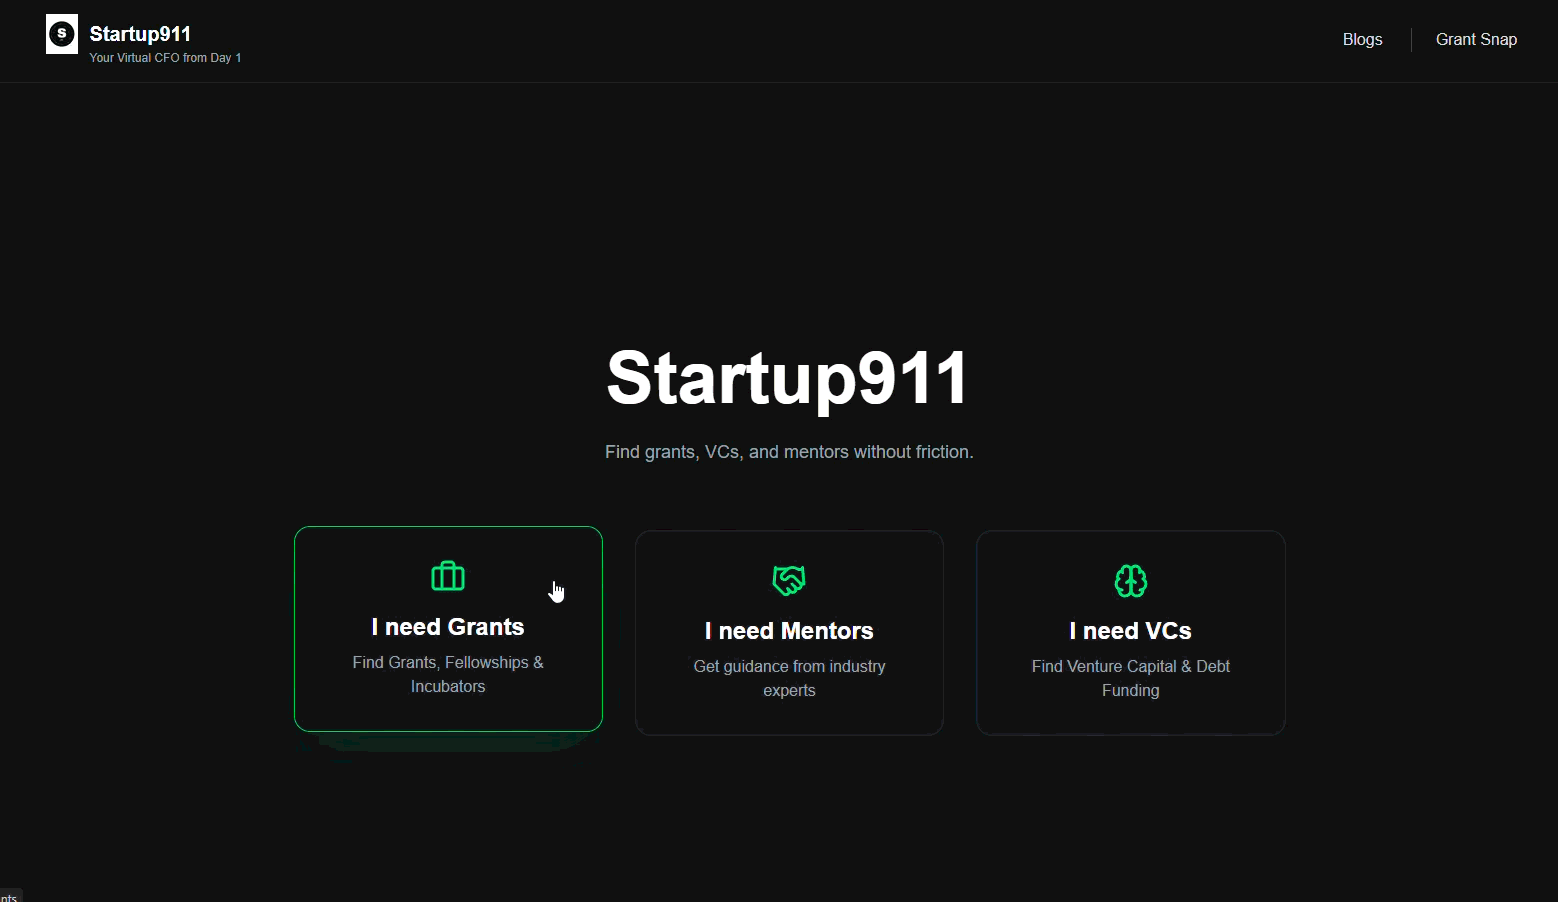 S
Startup911
Your Virtual CFO from Day 1
Blogs
Grant Snap
Startup911
Find grants, VCs, and mentors without friction.
I need Grants
Find Grants, Fellowships &
Incubators
I need Mentors
Get guidance from industry
experts
I need VCs
Find Venture Capital & Debt
Funding
nts